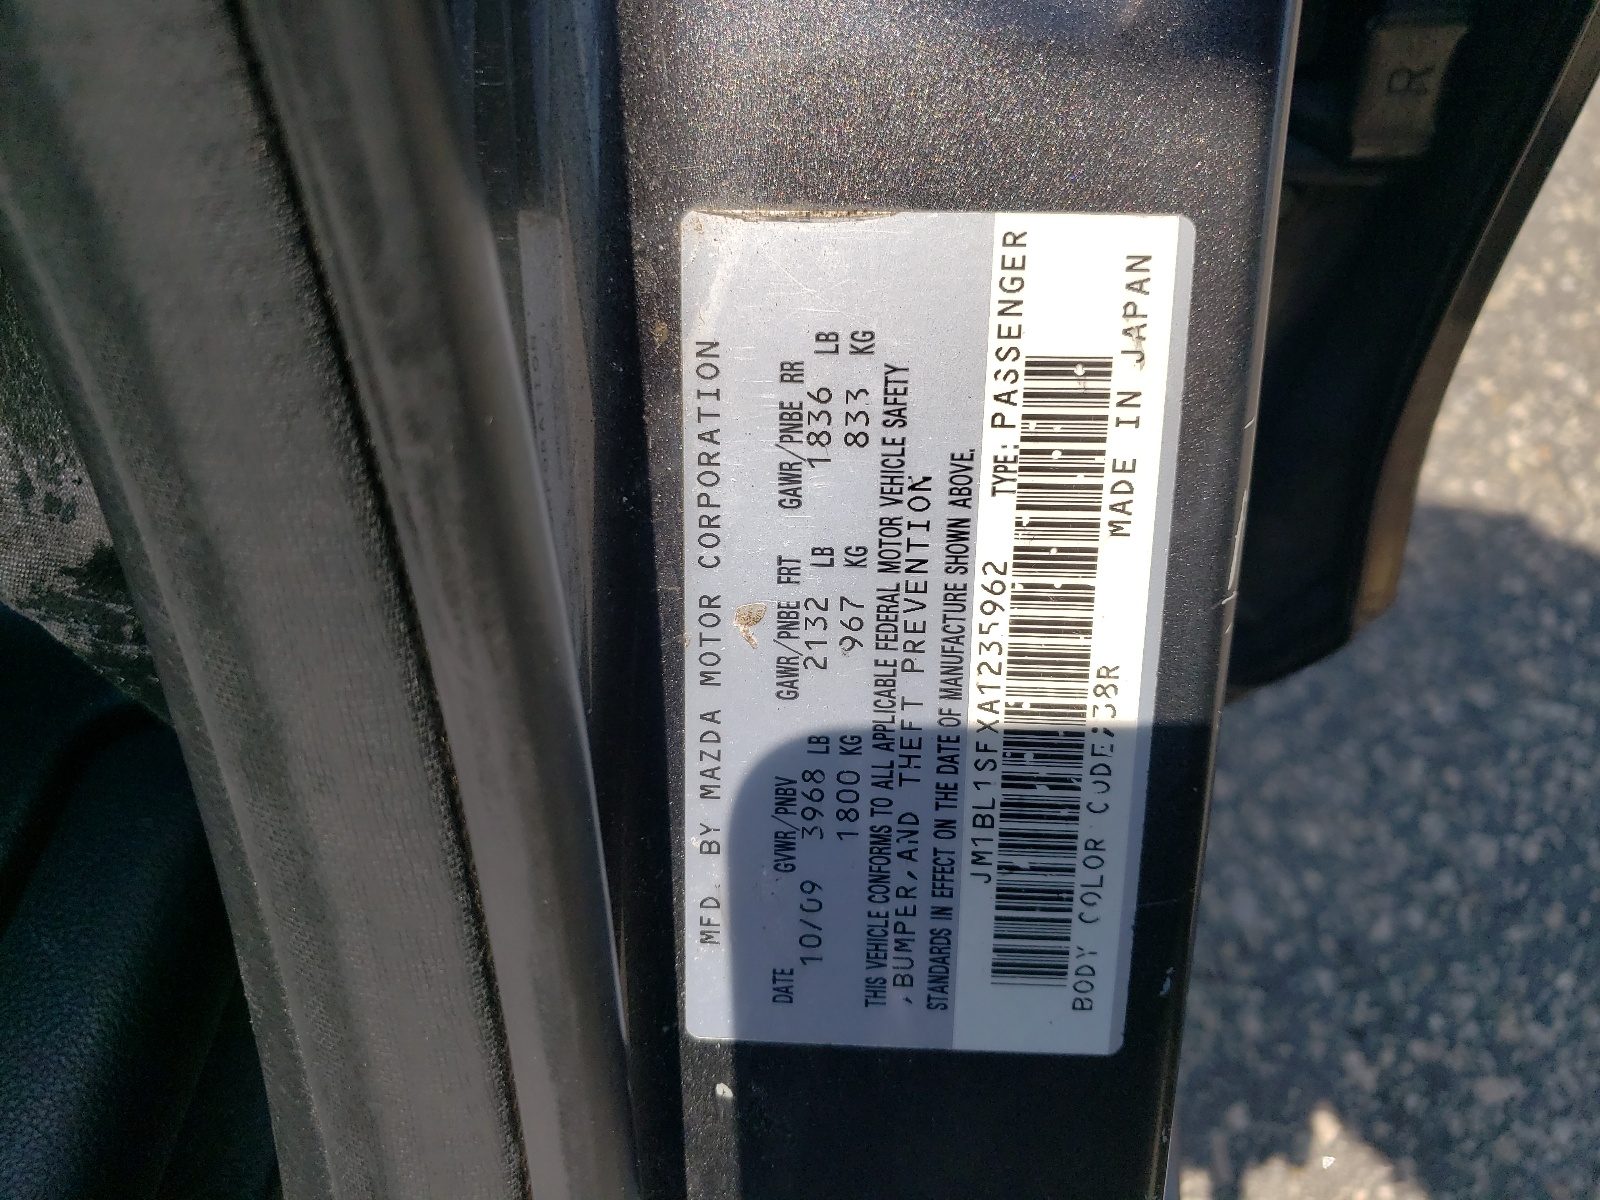 MFD. BY MAZDA MOTOR CORPORATION
DATE GVWR/PNBV GAWR/PNBE FRT GAWR/PNBE RR
10/09 3968 LB 2132 LB 1836 LB
1800 KG 967 KG 833 KG
THIS VEHICLE CONFORMS TO ALL APPLICABLE FEDERAL MOTOR VEHICLE SAFETY
,BUMPER,AND THEFT PREVENTION
STANDARDS IN EFFECT ON THE DATE OF MANUFACTURE SHOWN ABOVE.
JM1BL1SFXA1235962 TYPE: PASSENGER
BODY COLOR CODE:38R MADE IN JAPAN
R